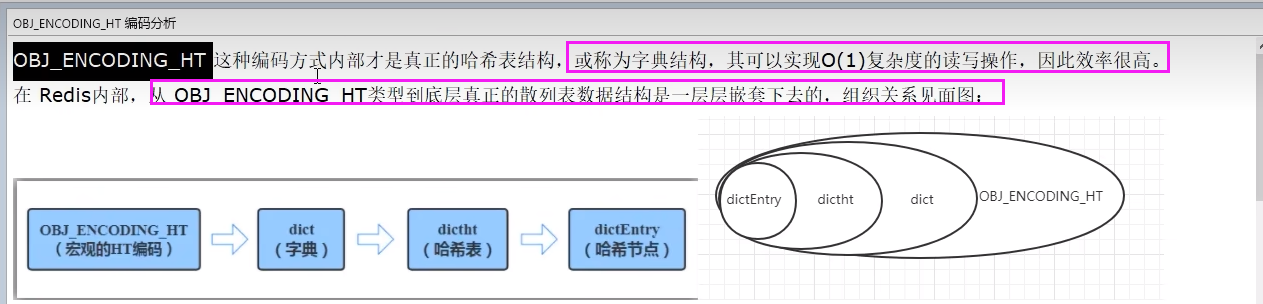 OBJ_ENCODING_HT 编码分析
OBJ_ENCODING_HT 这种编码方式内部才是真正的哈希表结构，或称为字典结构，其可以实现O(1)复杂度的读写操作，因此效率很高。
在 Redis内部，从 OBJ_ENCODING_HT类型到底层真正的散列表数据结构是一层层嵌套下去的，组织关系见面图：
OBJ_ENCODING_HT
（宏观的HT编码）
dict
（字典）
dictht
（哈希表）
dictEntry
（哈希节点）
dictEntry
dictht
dict
OBJ_ENCODING_HT